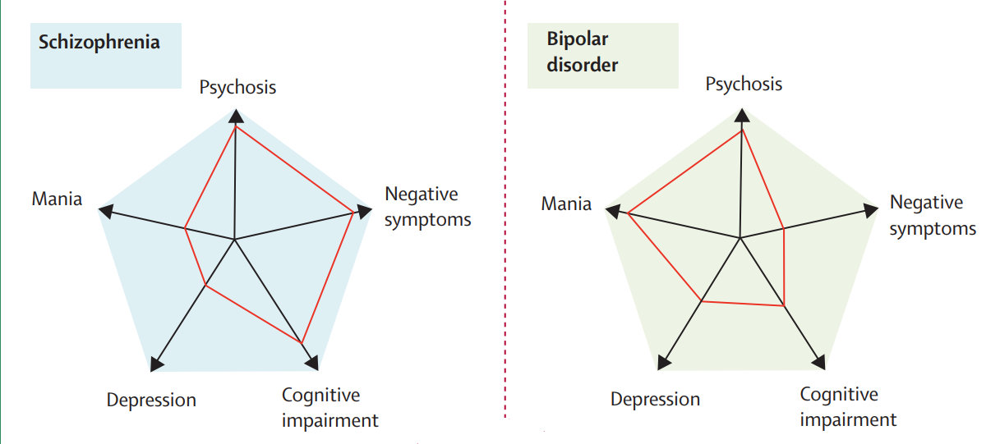 Schizophrenia
Psychosis
Mania
Negative
symptoms
Depression
Cognitive
impairment
Bipolar
disorder
Psychosis
Mania
Negative
symptoms
Depression
Cognitive
impairment